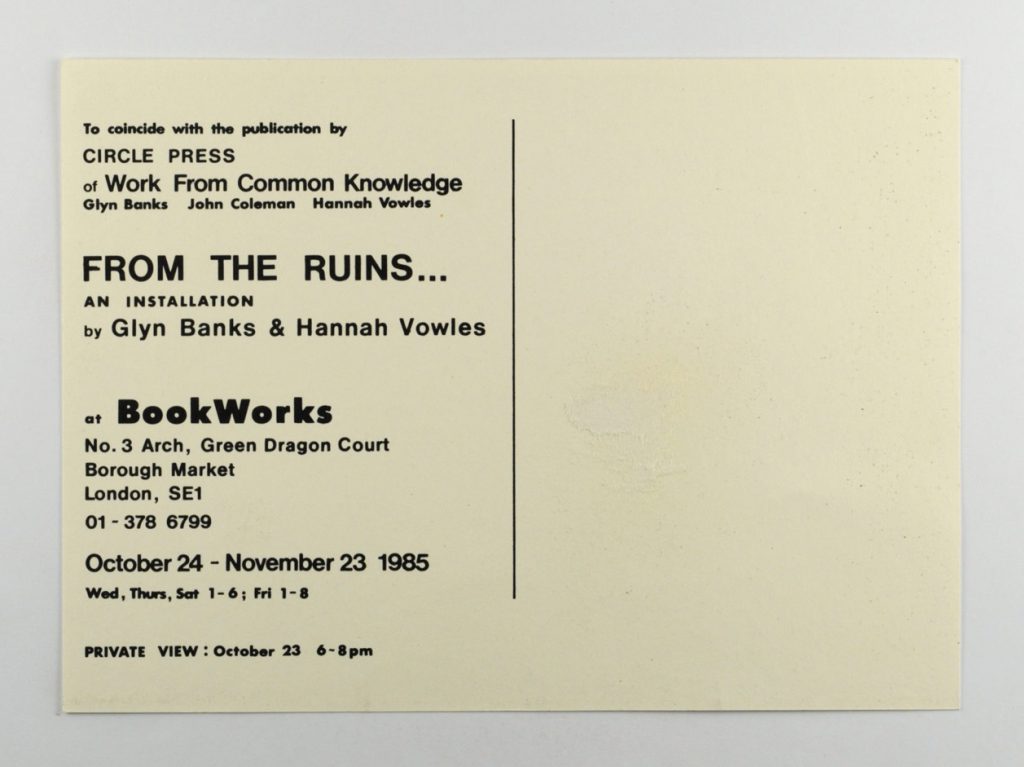 To coincide with the publication by
CIRCLE PRESS
of Work From Common Knowledge
Glyn Banks John Coleman Hannah Vowles
FROM THE RUINS...
AN INSTALLATION
by Glyn Banks & Hannah Vowles
at BookWorks
No. 3 Arch, Green Dragon Court
Borough Market
London, SE1
01 - 378 6799
October 24 - November 23 1985
Wed, Thurs, Sat 1-6; Fri 1-8
PRIVATE VIEW: October 23 6-8pm